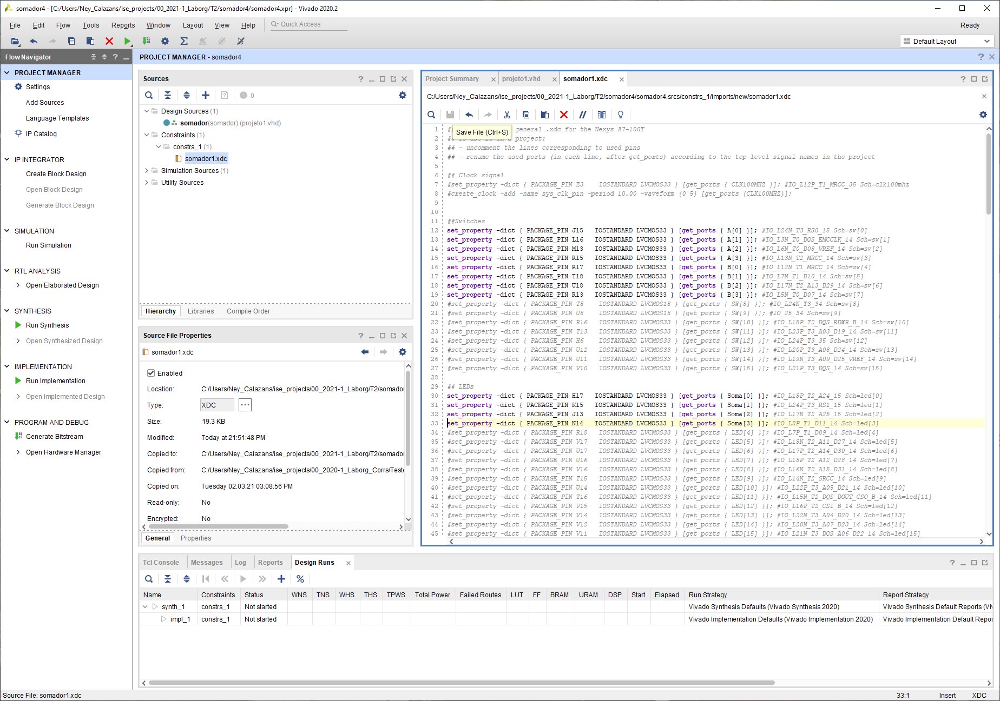 somador4 - [C:/Users/Ney_Calazans/ise_projects/00_2021-1_Laborg/T2/somador4/somador4.xpr] - Vivado 2020.2
File Edit Flow Tools Reports Window Layout View Help Quick Access Ready
Default Layout
Flow Navigator
PROJECT MANAGER - somador4
PROJECT MANAGER
Settings
Add Sources
Language Templates
IP Catalog
IP INTEGRATOR
Create Block Design
Open Block Design
Generate Block Design
SIMULATION
Run Simulation
RTL ANALYSIS
Open Elaborated Design
SYNTHESIS
Run Synthesis
Open Synthesized Design
IMPLEMENTATION
Run Implementation
Open Implemented Design
PROGRAM AND DEBUG
Generate Bitstream
Open Hardware Manager
Sources
0
Design Sources (1)
somador(somador) (projeto1.vhd)
Constraints (1)
constrs_1 (1)
somador1.xdc
Simulation Sources (1)
Utility Sources
Hierarchy Libraries Compile Order
Source File Properties
somador1.xdc
Enabled
Location: C:/Users/Ney_Calazans/ise_projects/00_2021-1_Laborg/T2/somador
Type: XDC ...
Size: 19.3 KB
Modified: Today at 21:51:48 PM
Copied to: C:/Users/Ney_Calazans/ise_projects/00_2021-1_Laborg/T2/somador
Copied from: C:/Users/Ney_Calazans/ise_projects/00_2020-1_Laborg_Corrs/Teste
Copied on: Tuesday 02.03.21 03:08:56 PM
Read-only: No
Encrypted: No
General Properties
Project Summary projeto1.vhd somador1.xdc
C:/Users/Ney_Calazans/ise_projects/00_2021-1_Laborg/T2/somador4/somador4.srcs/constrs_1/imports/new/somador1.xdc
Save File (Ctrl+S)
1 general .xdc for the Nexys A7-100T
2 project:
3 ## - uncomment the lines corresponding to used pins
4 ## - rename the used ports (in each line, after get_ports) according to the top level signal names in the project
5
6 ## Clock signal
7 #set_property -dict { PACKAGE_PIN E3 IOSTANDARD LVCMOS33 } [get_ports { CLK100MHZ }]; #IO_L12P_T1_MRCC_35 Sch=clk100mhz
8 #create_clock -add -name sys_clk_pin -period 10.00 -waveform {0 5} [get_ports {CLK100MHZ}];
9
10
11 ##Switches
12 set_property -dict { PACKAGE_PIN J15 IOSTANDARD LVCMOS33 } [get_ports { A[0] }]; #IO_L24N_T3_RS0_15 Sch=sw[0]
13 set_property -dict { PACKAGE_PIN L16 IOSTANDARD LVCMOS33 } [get_ports { A[1] }]; #IO_L3N_T0_DQS_EMCCLK_14 Sch=sw[1]
14 set_property -dict { PACKAGE_PIN M13 IOSTANDARD LVCMOS33 } [get_ports { A[2] }]; #IO_L6N_T0_D08_VREF_14 Sch=sw[2]
15 set_property -dict { PACKAGE_PIN R15 IOSTANDARD LVCMOS33 } [get_ports { A[3] }]; #IO_L13N_T2_MRCC_14 Sch=sw[3]
16 set_property -dict { PACKAGE_PIN R17 IOSTANDARD LVCMOS33 } [get_ports { B[0] }]; #IO_L12N_T1_MRCC_14 Sch=sw[4]
17 set_property -dict { PACKAGE_PIN T18 IOSTANDARD LVCMOS33 } [get_ports { B[1] }]; #IO_L7N_T1_D10_14 Sch=sw[5]
18 set_property -dict { PACKAGE_PIN U18 IOSTANDARD LVCMOS33 } [get_ports { B[2] }]; #IO_L17N_T2_A13_D29_14 Sch=sw[6]
19 set_property -dict { PACKAGE_PIN R13 IOSTANDARD LVCMOS33 } [get_ports { B[3] }]; #IO_L5N_T0_D07_14 Sch=sw[7]
20 #set_property -dict { PACKAGE_PIN T8 IOSTANDARD LVCMOS18 } [get_ports { SW[8] }]; #IO_L24N_T3_34 Sch=sw[8]
21 #set_property -dict { PACKAGE_PIN U8 IOSTANDARD LVCMOS18 } [get_ports { SW[9] }]; #IO_25_34 Sch=sw[9]
22 #set_property -dict { PACKAGE_PIN R16 IOSTANDARD LVCMOS33 } [get_ports { SW[10] }]; #IO_L15P_T2_DQS_RDWR_B_14 Sch=sw[10]
23 #set_property -dict { PACKAGE_PIN T13 IOSTANDARD LVCMOS33 } [get_ports { SW[11] }]; #IO_L23P_T3_A03_D19_14 Sch=sw[11]
24 #set_property -dict { PACKAGE_PIN H6 IOSTANDARD LVCMOS33 } [get_ports { SW[12] }]; #IO_L24P_T3_35 Sch=sw[12]
25 #set_property -dict { PACKAGE_PIN U12 IOSTANDARD LVCMOS33 } [get_ports { SW[13] }]; #IO_L20P_T3_A08_D24_14 Sch=sw[13]
26 #set_property -dict { PACKAGE_PIN U11 IOSTANDARD LVCMOS33 } [get_ports { SW[14] }]; #IO_L19N_T3_A09_D25_VREF_14 Sch=sw[14]
27 #set_property -dict { PACKAGE_PIN V10 IOSTANDARD LVCMOS33 } [get_ports { SW[15] }]; #IO_L21P_T3_DQS_14 Sch=sw[15]
28
29 ## LEDs
30 set_property -dict { PACKAGE_PIN H17 IOSTANDARD LVCMOS33 } [get_ports { Soma[0] }]; #IO_L18P_T2_A24_15 Sch=led[0]
31 set_property -dict { PACKAGE_PIN K15 IOSTANDARD LVCMOS33 } [get_ports { Soma[1] }]; #IO_L24P_T3_RS1_15 Sch=led[1]
32 set_property -dict { PACKAGE_PIN J13 IOSTANDARD LVCMOS33 } [get_ports { Soma[2] }]; #IO_L17N_T2_A25_15 Sch=led[2]
33 set_property -dict { PACKAGE_PIN N14 IOSTANDARD LVCMOS33 } [get_ports { Soma[3] }]; #IO_L8P_T1_D11_14 Sch=led[3]
34 #set_property -dict { PACKAGE_PIN R18 IOSTANDARD LVCMOS33 } [get_ports { LED[4] }]; #IO_L7P_T1_D09_14 Sch=led[4]
35 #set_property -dict { PACKAGE_PIN V17 IOSTANDARD LVCMOS33 } [get_ports { LED[5] }]; #IO_L18N_T2_A11_D27_14 Sch=led[5]
36 #set_property -dict { PACKAGE_PIN U17 IOSTANDARD LVCMOS33 } [get_ports { LED[6] }]; #IO_L17P_T2_A14_D30_14 Sch=led[6]
37 #set_property -dict { PACKAGE_PIN U16 IOSTANDARD LVCMOS33 } [get_ports { LED[7] }]; #IO_L18P_T2_A12_D28_14 Sch=led[7]
38 #set_property -dict { PACKAGE_PIN V16 IOSTANDARD LVCMOS33 } [get_ports { LED[8] }]; #IO_L16N_T2_A15_D31_14 Sch=led[8]
39 #set_property -dict { PACKAGE_PIN T15 IOSTANDARD LVCMOS33 } [get_ports { LED[9] }]; #IO_L14N_T2_SRCC_14 Sch=led[9]
40 #set_property -dict { PACKAGE_PIN U14 IOSTANDARD LVCMOS33 } [get_ports { LED[10] }]; #IO_L22P_T3_A05_D21_14 Sch=led[10]
41 #set_property -dict { PACKAGE_PIN T16 IOSTANDARD LVCMOS33 } [get_ports { LED[11] }]; #IO_L15N_T2_DQS_DOUT_CSO_B_14 Sch=led[11]
42 #set_property -dict { PACKAGE_PIN V15 IOSTANDARD LVCMOS33 } [get_ports { LED[12] }]; #IO_L16P_T2_CSI_B_14 Sch=led[12]
43 #set_property -dict { PACKAGE_PIN V14 IOSTANDARD LVCMOS33 } [get_ports { LED[13] }]; #IO_L22N_T3_A04_D20_14 Sch=led[13]
44 #set_property -dict { PACKAGE_PIN V12 IOSTANDARD LVCMOS33 } [get_ports { LED[14] }]; #IO_L20N_T3_A07_D23_14 Sch=led[14]
45 #set_property -dict { PACKAGE_PIN V11 IOSTANDARD LVCMOS33 } [get_ports { LED[15] }]; #IO_L21N_T3_DQS_A06_D22_14 Sch=led[15]
Tcl Console Messages Log Reports Design Runs
Name Constraints Status WNS TNS WHS THS TPWS Total Power Failed Routes LUT FF BRAM URAM DSP Start Elapsed Run Strategy Report Strategy
synth_1 constrs_1 Not started Vivado Synthesis Defaults (Vivado Synthesis 2020) Vivado Synthesis Default Reports (Viv
impl_1 constrs_1 Not started Vivado Implementation Defaults (Vivado Implementation 2020) Vivado Implementation Default Repor
Source File: somador1.xdc 33:1 Insert XDC